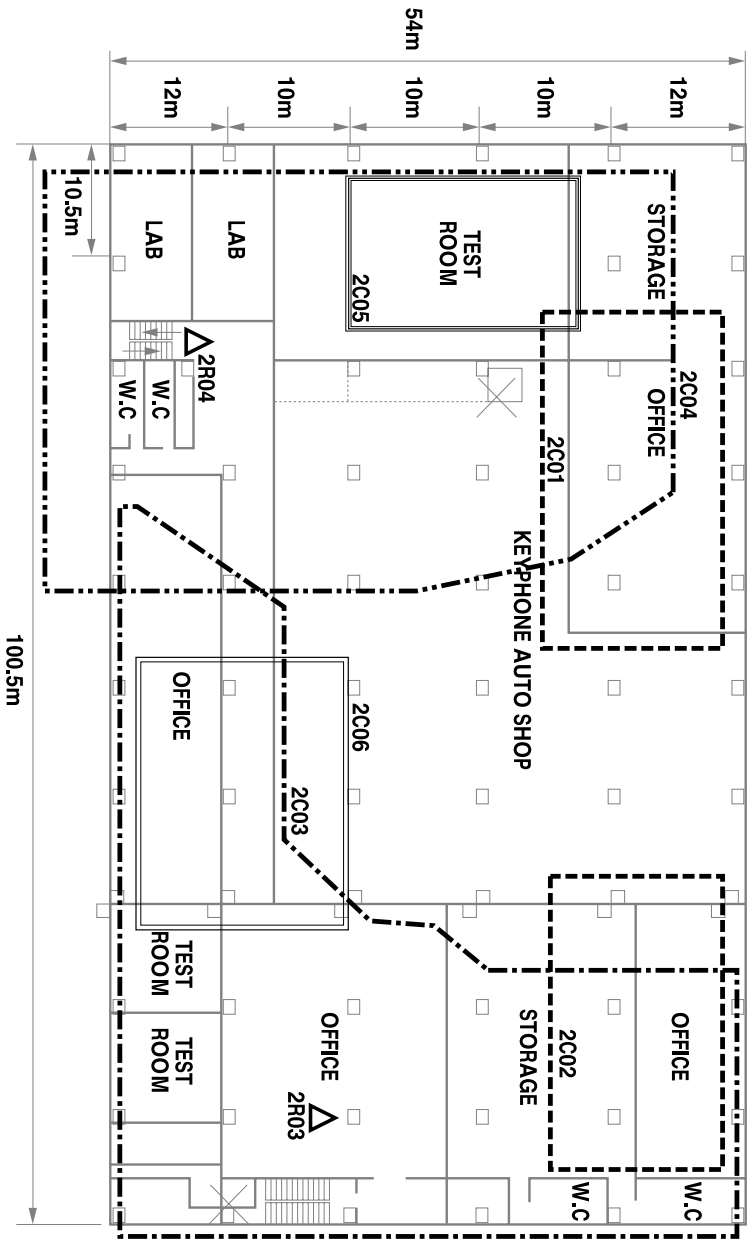 54m
12m
10m
10m
10m
12m
10.5m
100.5m
LAB
LAB
TEST
ROOM
STORAGE
2C05
2R04
W.C
W.C
2C04
OFFICE
2C01
KEYPHONE AUTO SHOP
OFFICE
2C06
2C03
TEST
ROOM
TEST
ROOM
OFFICE
2R03
STORAGE
2C02
OFFICE
W.C
W.C